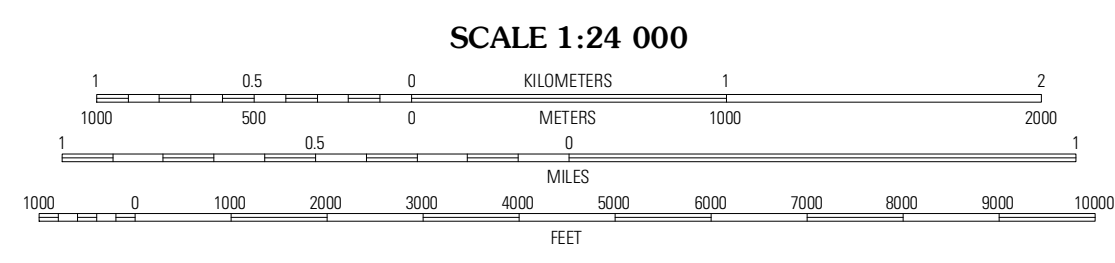 SCALE 1:24 000
1 0.5 0 KILOMETERS 1 2
1000 500 0 METERS 1000 2000
1 0.5 0 1
MILES
1000 0 1000 2000 3000 4000 5000 6000 7000 8000 9000 10000
FEET